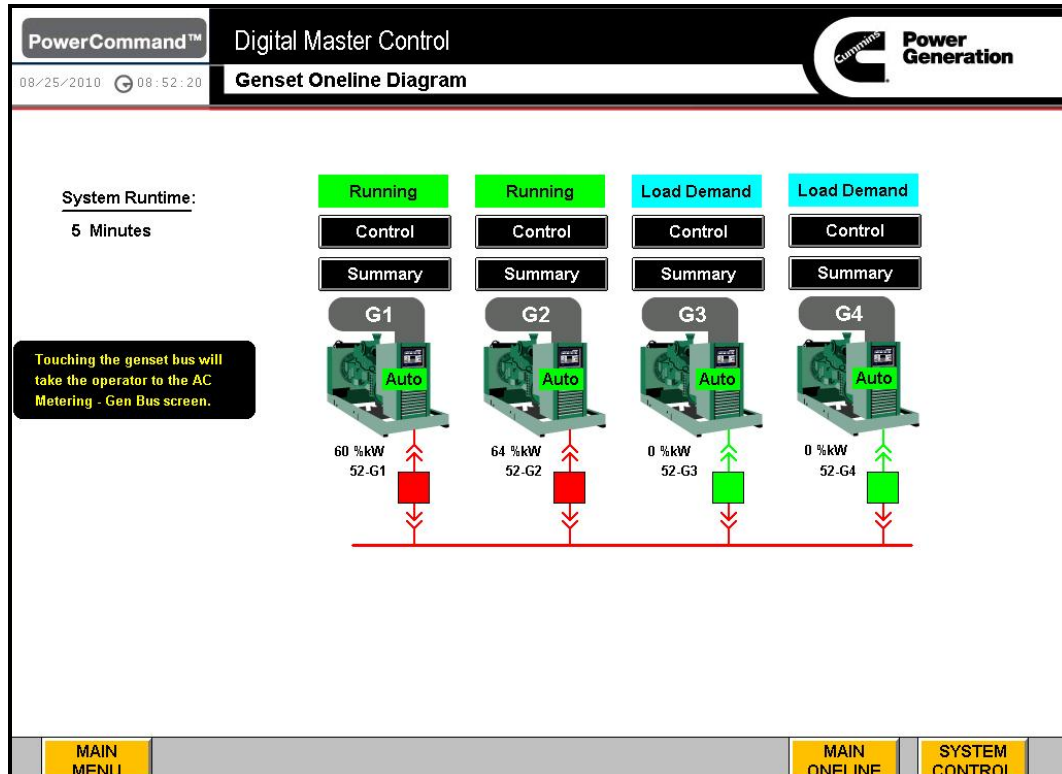 PowerCommand™
Digital Master Control
Cummins
Power
Generation
08/25/2010 08:52:20
Genset Oneline Diagram
System Runtime:
5 Minutes
Running Running Load Demand Load Demand
Control Control Control Control
Summary Summary Summary Summary
G1 G2 G3 G4
Touching the genset bus will
take the operator to the AC
Metering - Gen Bus screen.
Auto Auto Auto Auto
60 %kW 64 %kW 0 %kW 0 %kW
52-G1 52-G2 52-G3 52-G4
MAIN MENU
MAIN ONELINE
SYSTEM CONTROL